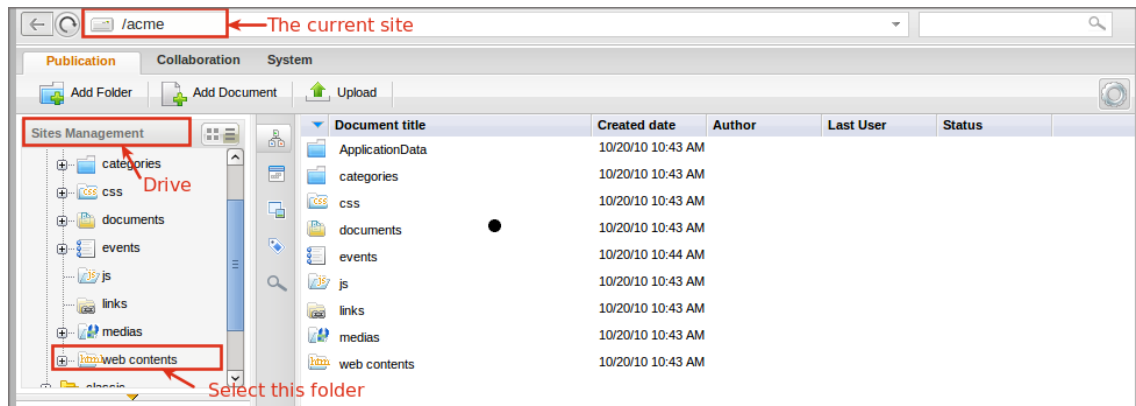 /acme The current site
Publication Collaboration System
Add Folder Add Document Upload
Sites Management
Document title Created date Author Last User Status
ApplicationData 10/20/10 10:43 AM
categories 10/20/10 10:43 AM
css 10/20/10 10:43 AM
documents 10/20/10 10:43 AM
events 10/20/10 10:44 AM
js 10/20/10 10:43 AM
links 10/20/10 10:43 AM
medias 10/20/10 10:43 AM
web contents 10/20/10 10:43 AM
categories
Drive
css
documents
events
js
links
medias
web contents
classic
Select this folder